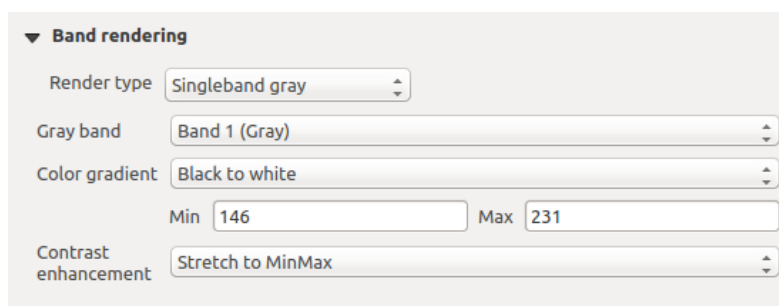 Band rendering
Render type Singleband gray
Gray band Band 1 (Gray)
Color gradient Black to white
Min 146 Max 231
Contrast
enhancement Stretch to MinMax